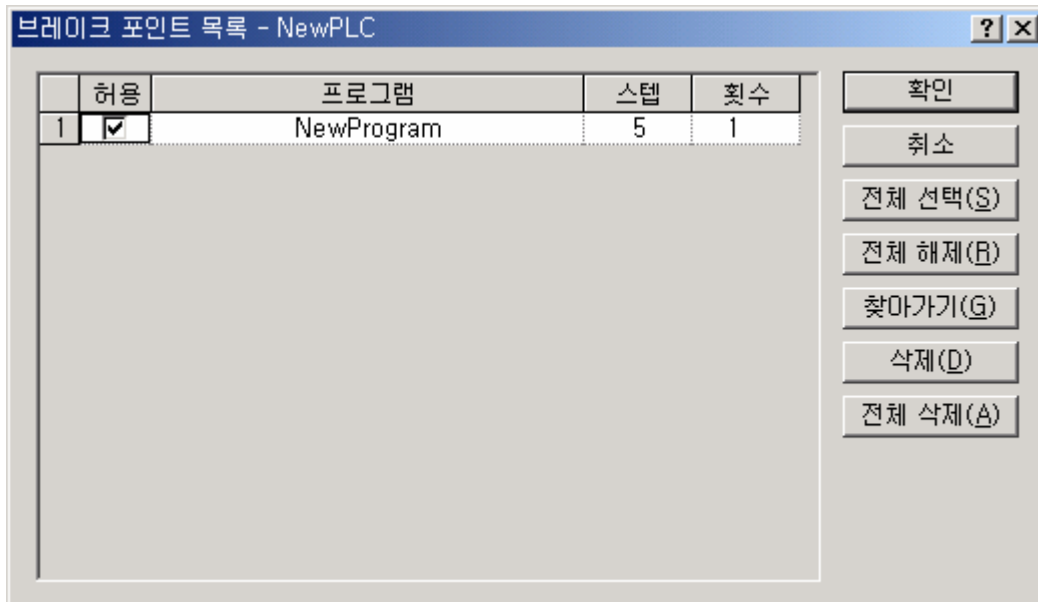 브레이크 포인트 목록 - NewPLC
허용 프로그램 스텝 횟수
1 NewProgram 5 1
확인
취소
전체 선택(S)
전체 해제(R)
찾아가기(G)
삭제(D)
전체 삭제(A)